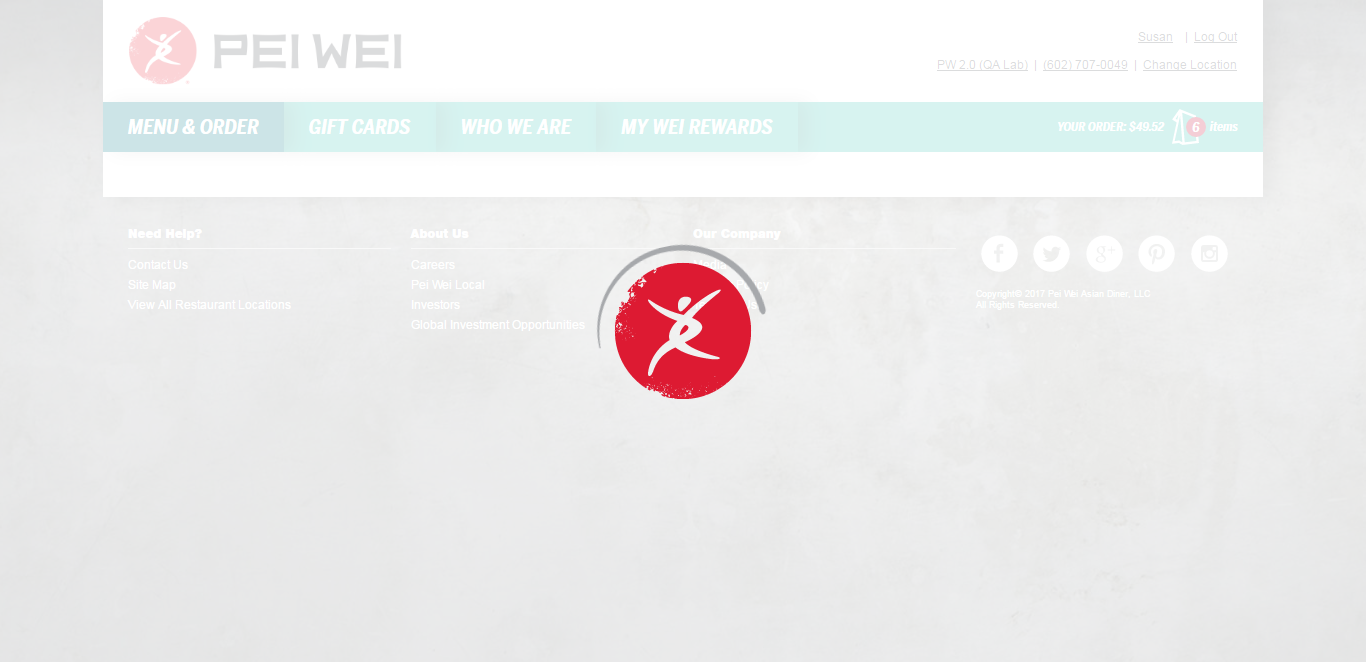 PEI WEI
Susan | Log Out
PW 2.0 (QA Lab) | (602) 707-0049 | Change Location
MENU & ORDER GIFT CARDS WHO WE ARE MY WEI REWARDS YOUR ORDER: $49.52 6 items
Need Help?
Contact Us
Site Map
View All Restaurant Locations
About Us
Careers
Pei Wei Local
Investors
Global Investment Opportunities
Our Company
f g+
Copyright© 2017 Pei Wei Asian Diner, LLC
All Rights Reserved.